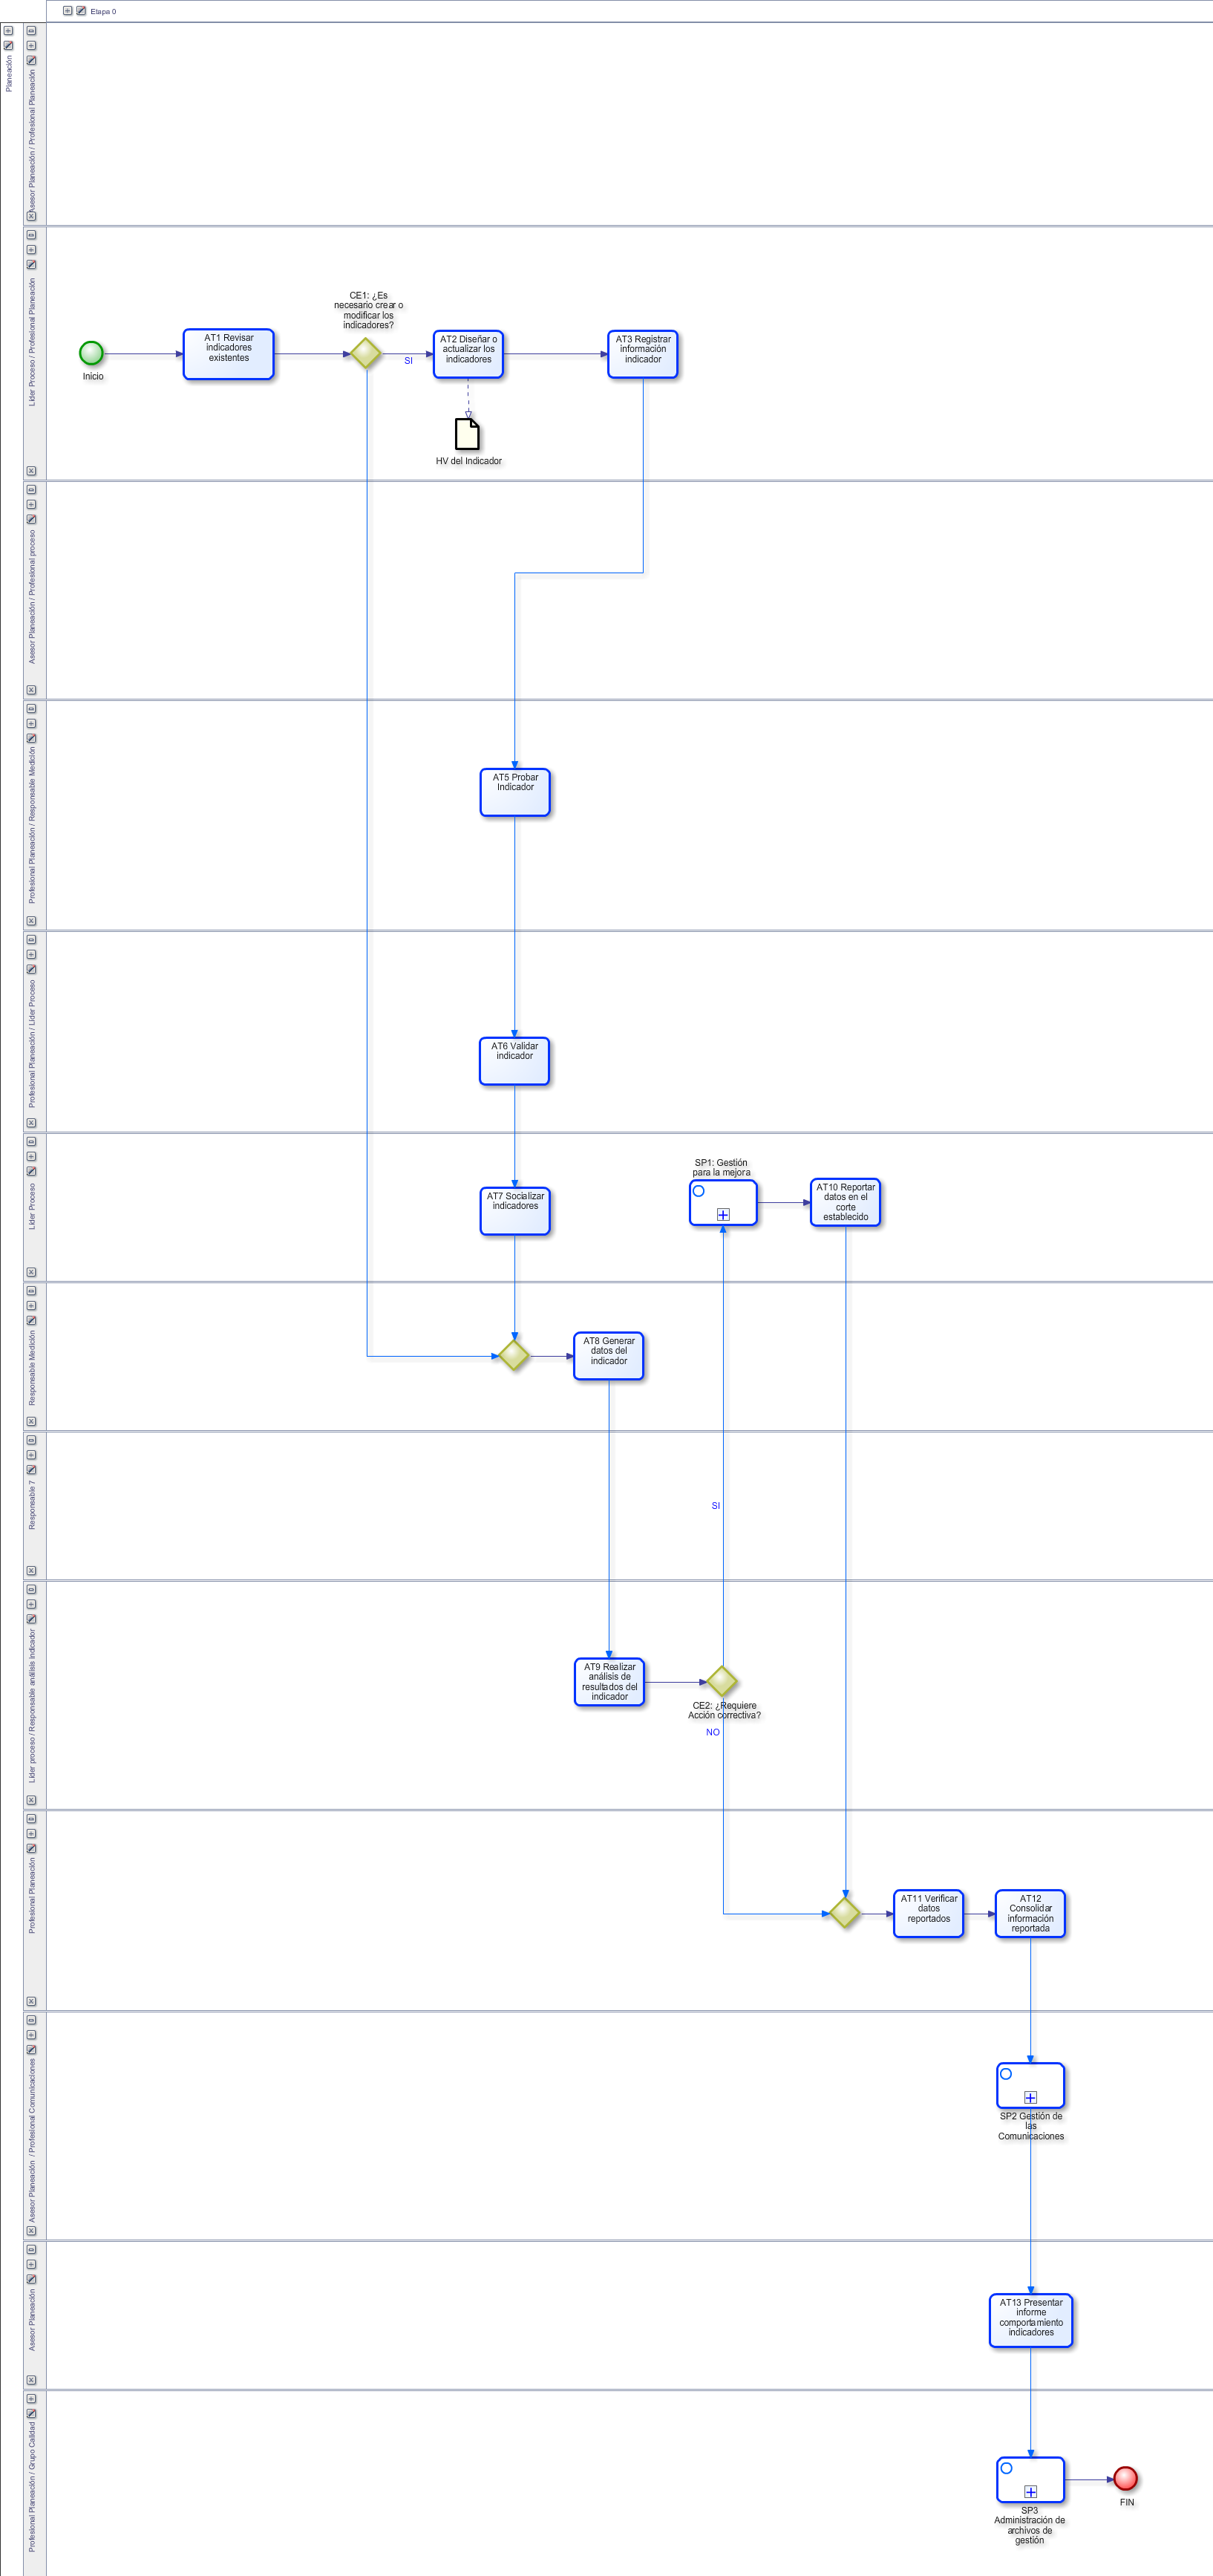 Etapa 0
Planeación
Asesor Planeación / Profesional Planeación
Líder Proceso / Profesional Planeación
CE1: ¿Es
necesario crear o
modificar los
indicadores?
Inicio
AT1 Revisar
indicadores
existentes
SI
AT2 Diseñar o
actualizar los
indicadores
AT3 Registrar
información
indicador
HV del Indicador
Asesor Planeación / Profesional proceso
Profesional Planeación / Responsable Medición
AT5 Probar
Indicador
Profesional Planeación / Líder Proceso
AT6 Validar
indicador
Líder Proceso
AT7 Socializar
indicadores
SP1: Gestión
para la mejora
AT10 Reportar
datos en el
corte
establecido
Responsable Medición
AT8 Generar
datos del
indicador
Responsable 7
SI
Líder proceso / Responsable análisis indicador
AT9 Realizar
análisis de
resultados del
indicador
CE2: ¿Requiere
Acción correctiva?
NO
Profesional Planeación
AT11 Verificar
datos
reportados
AT12
Consolidar
información
reportada
Asesor Planeación / Profesional Comunicaciones
SP2 Gestión de
las
Comunicaciones
Asesor Planeación
AT13 Presentar
informe
comportamiento
indicadores
Profesional Planeación / Grupo Calidad
SP3
Administración de
archivos de
gestión
FIN